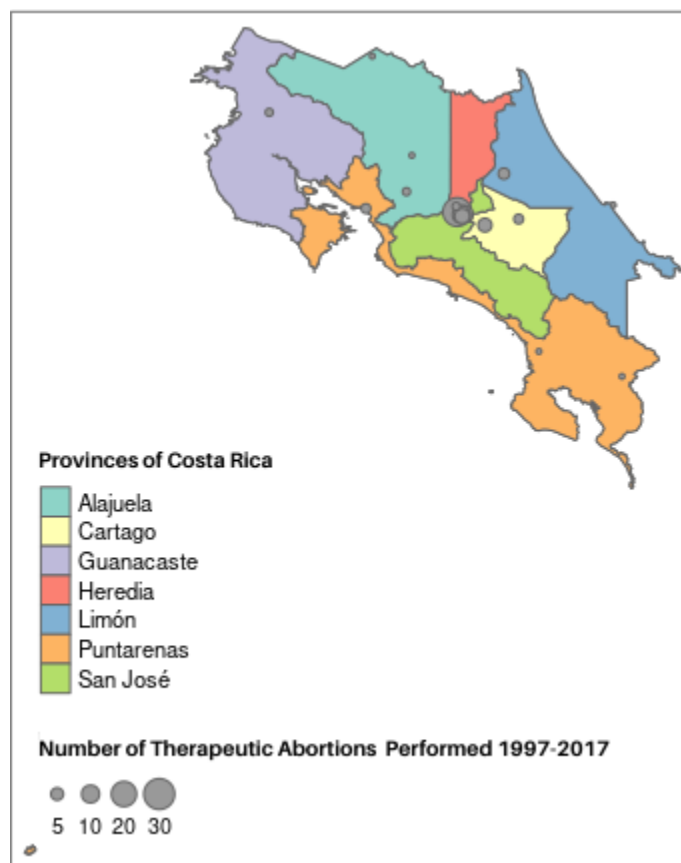 Provinces of Costa Rica
Alajuela
Cartago
Guanacaste
Heredia
Limón
Puntarenas
San José
Number of Therapeutic Abortions Performed 1997-2017
5 10 20 30